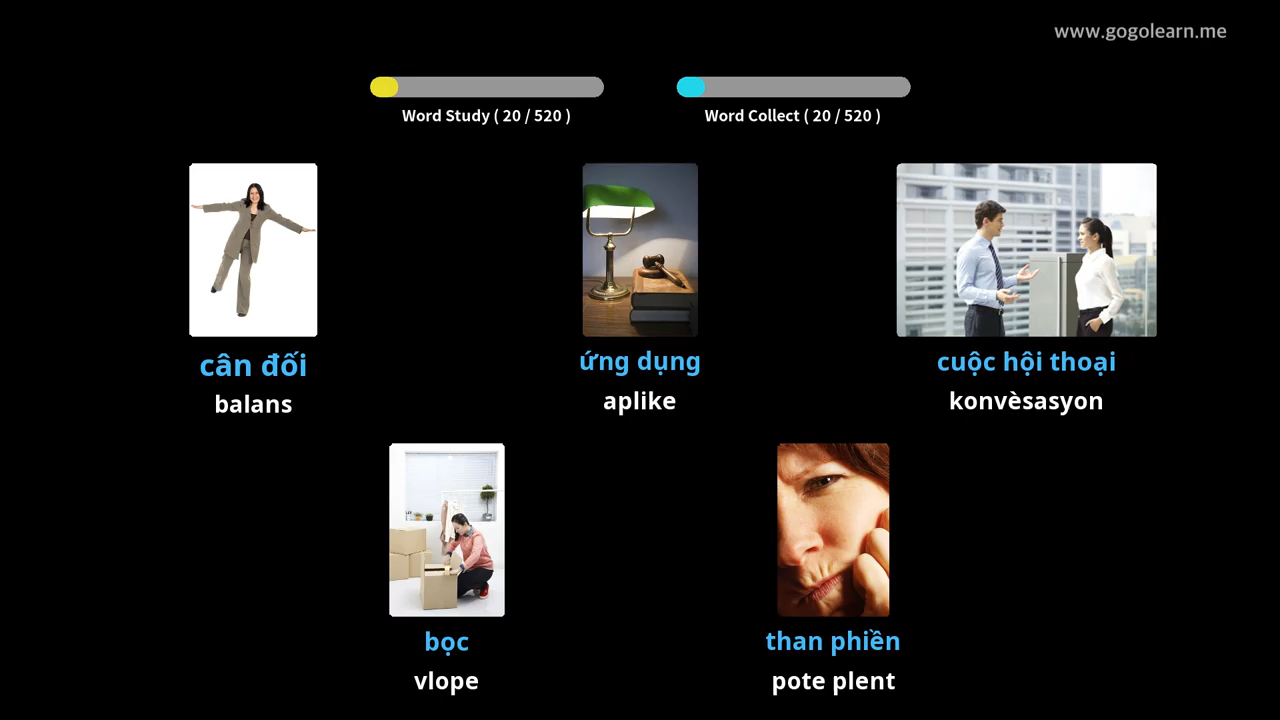 www.gogolearn.me
Word Study ( 20 / 520 )
Word Collect ( 20 / 520 )
cân đối
balans
ứng dụng
aplike
cuộc hội thoại
konvèsasyon
bọc
vlope
than phiền
pote plent